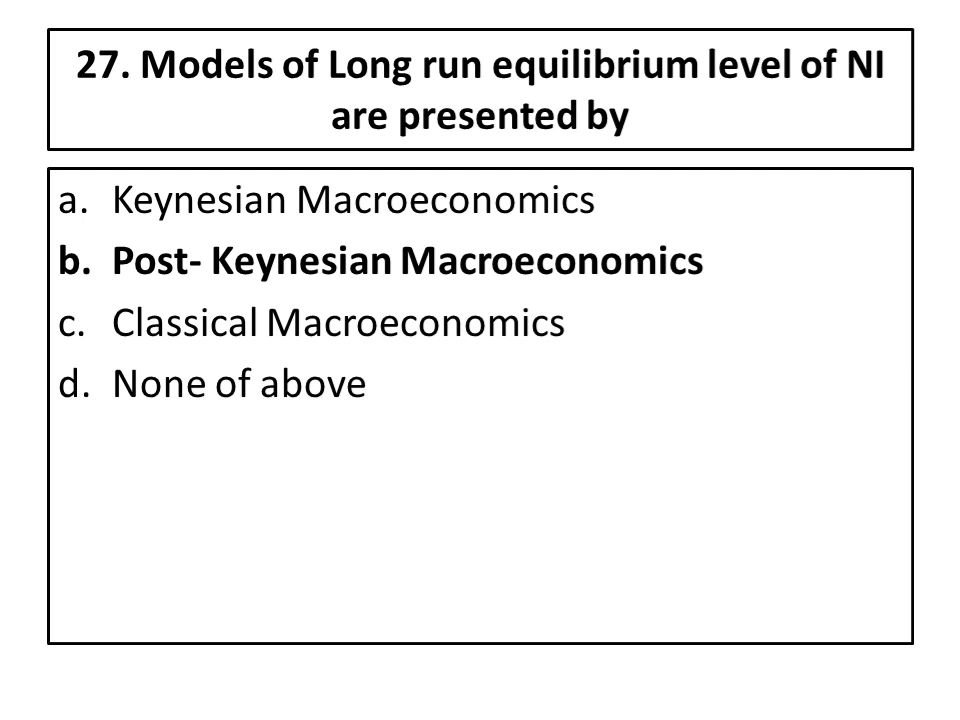 27. Models of Long run equilibrium level of NI
are presented by
a. Keynesian Macroeconomics
b. Post- Keynesian Macroeconomics
c. Classical Macroeconomics
d. None of above